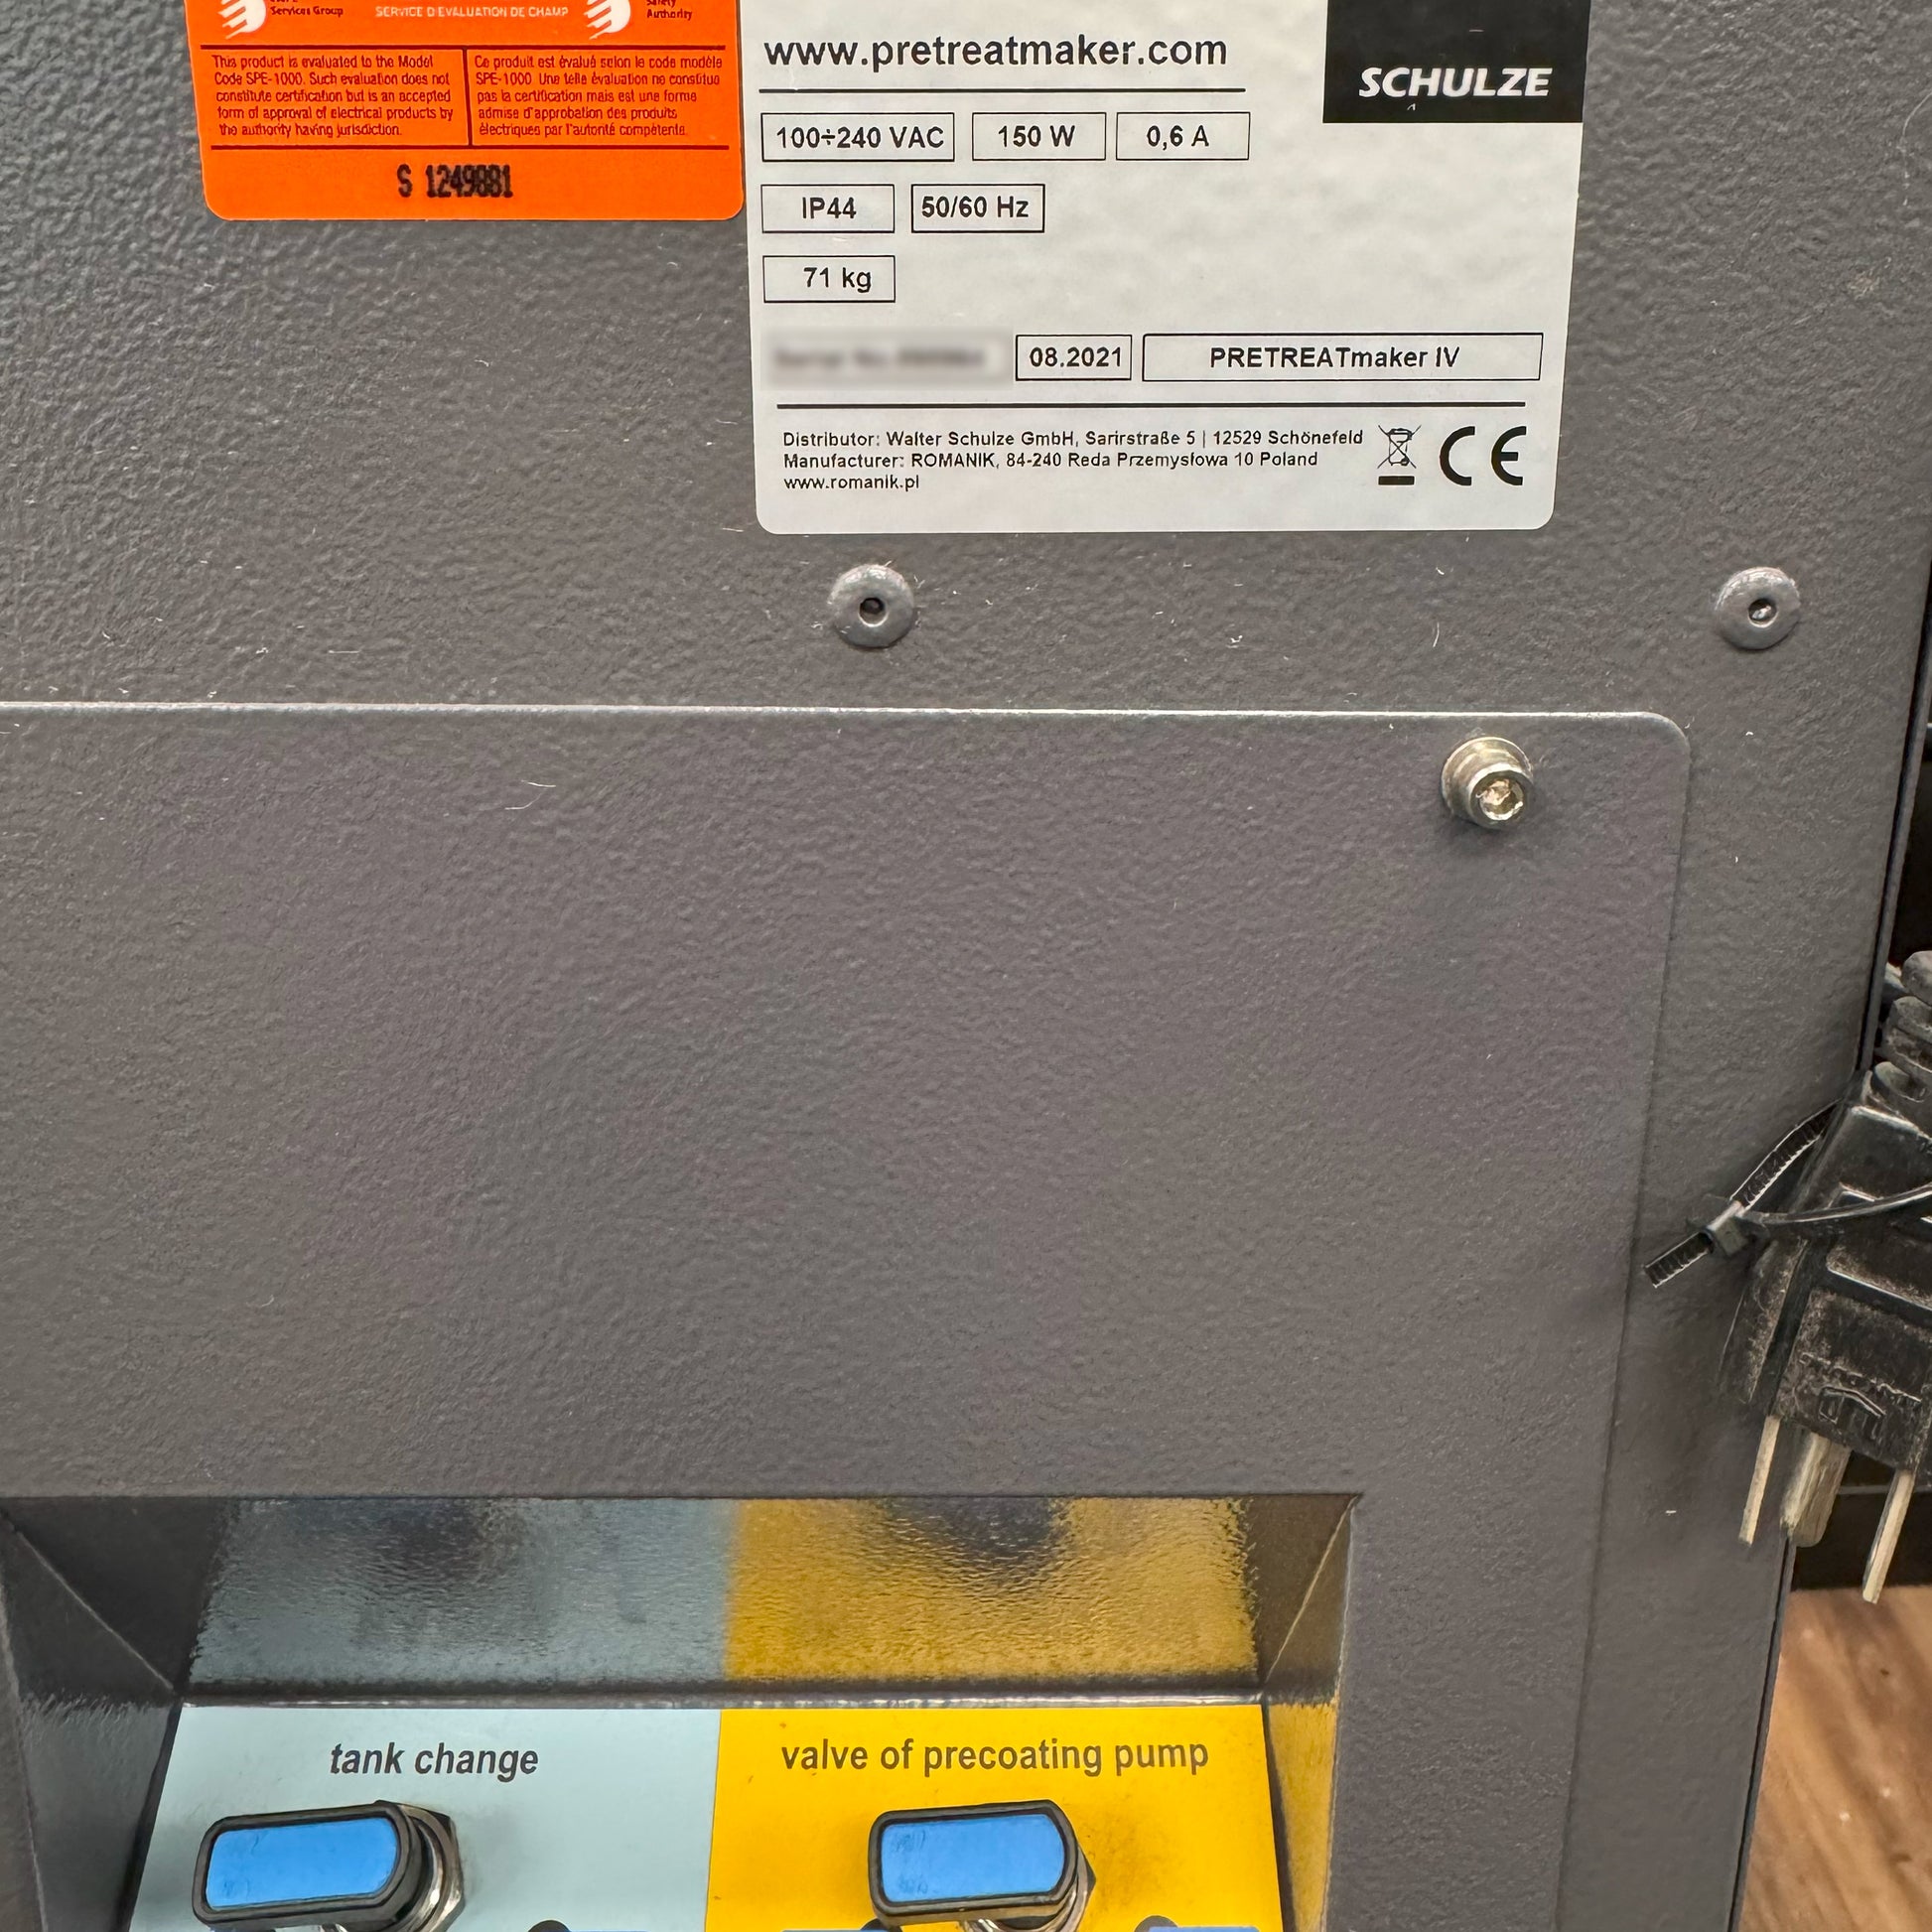 Services Group
SERVICE D'ÉVALUATION DE CHAMP
Safety
Authority
This product is evaluated to the Model
Code SPE-1000. Such evaluation does not
constitute certification but is an accepted
form of approval of electrical products by
the authority having jurisdiction.
Ce produit est évalué selon le code modèle
SPE-1000. Une telle évaluation ne constitue
pas la certification mais est une forme
admise d'approbation des produits
électriques par l'autorité compétente.
S 1249881
www.pretreatmaker.com
SCHULZE
100÷240 VAC
150 W
0,6 A
IP44
50/60 Hz
71 kg
08.2021
PRETREATmaker IV
Distributor: Walter Schulze GmbH, Sarirstraße 5 | 12529 Schönefeld
Manufacturer: ROMANIK, 84-240 Reda Przemysłowa 10 Poland
www.romanik.pl
CE
tank change
valve of precoating pump